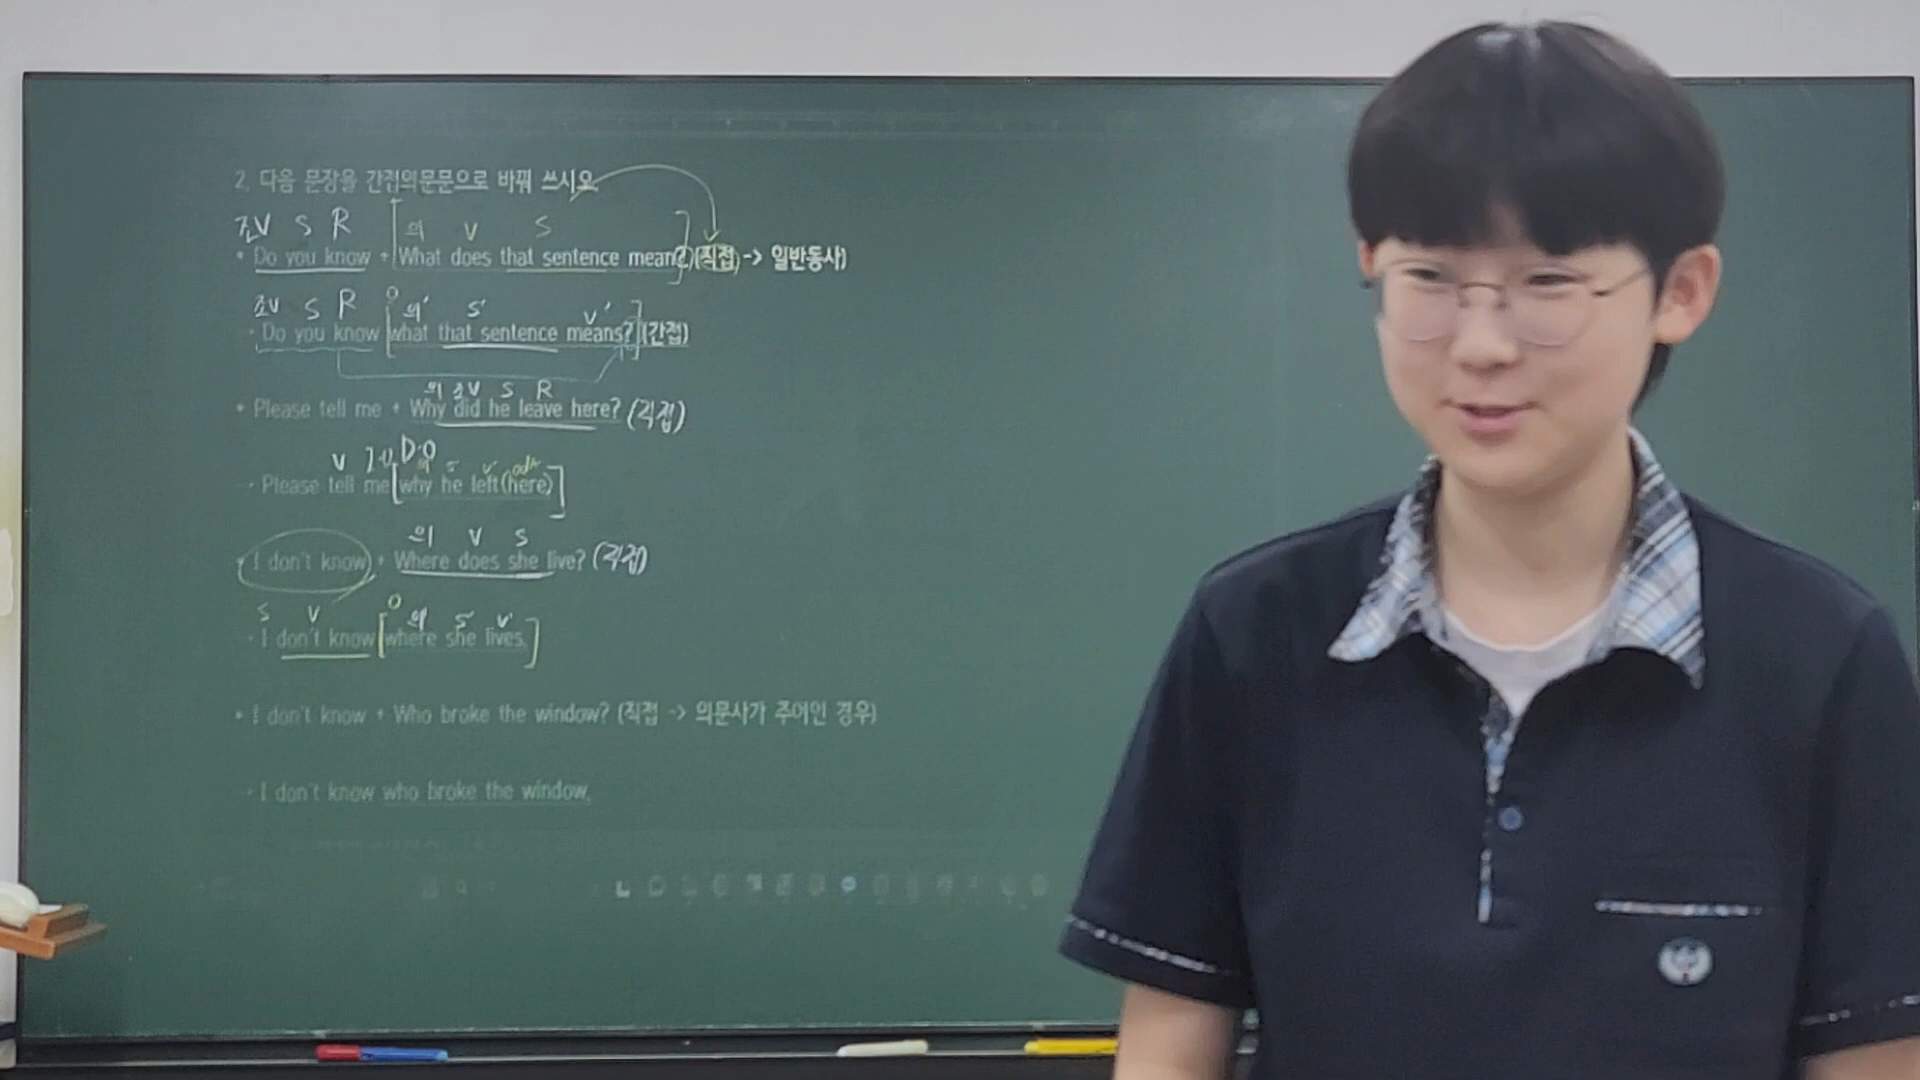 2. 다음 문장을 간접의문문으로 바꿔 쓰시오.
조V S R 의 V S
• Do you know + What does that sentence mean? (직접 -> 일반동사)
조V S R O 의' S' V'
· Do you know what that sentence means? (간접)
의 조V S R
• Please tell me + Why did he leave here? (직접)
V I·O D·O
의 S V adv
· Please tell me [why he left (here)]
의 V S
• I don't know + Where does she live? (직접)
S V O 의 S' V'
· I don't know [where she lives.]
• I don't know + Who broke the window? (직접 -> 의문사가 주어인 경우)
· I don't know who broke the window.